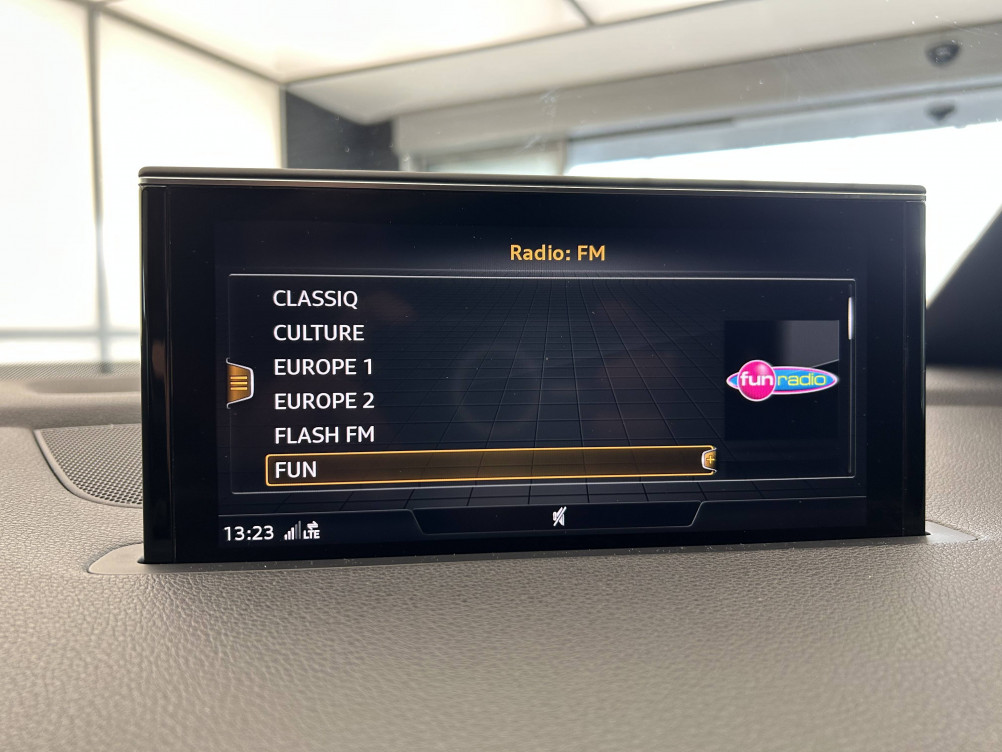 Radio: FM
CLASSIQ
CULTURE
EUROPE 1
EUROPE 2
FLASH FM
FUN
fun radio
13:23 LTE